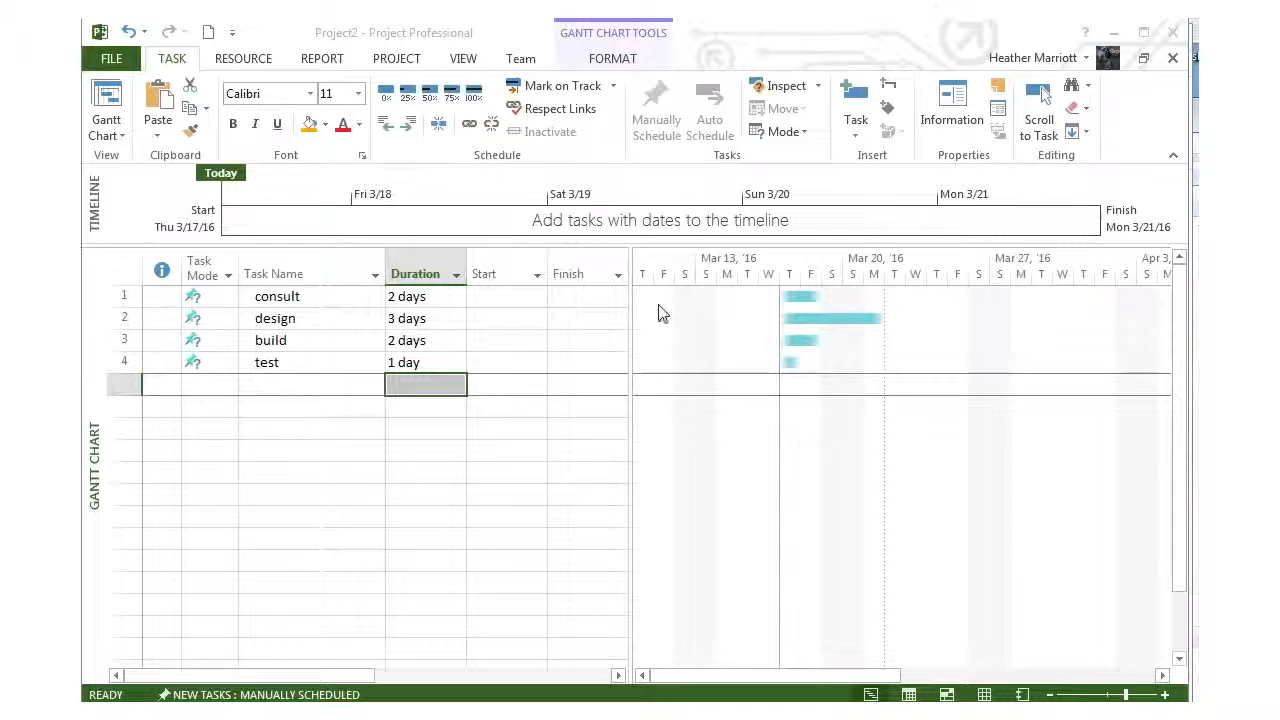 Project2 - Project Professional
GANTT CHART TOOLS
?
FILE TASK RESOURCE REPORT PROJECT VIEW Team FORMAT
Heather Marriott
Gantt Chart
View
Paste
Clipboard
Calibri 11
B I U A
Font
0% 25% 50% 75% 100%
Mark on Track
Respect Links
Inactivate
Schedule
Manually Schedule
Auto Schedule
Inspect
Move
Mode
Tasks
Task
Insert
Information
Properties
Scroll to Task
Editing
TIMELINE
Today
Start
Thu 3/17/16
Fri 3/18 Sat 3/19 Sun 3/20 Mon 3/21
Add tasks with dates to the timeline
Finish
Mon 3/21/16
GANTT CHART
Task Mode Task Name Duration Start Finish
Mar 13, '16 Mar 20, '16 Mar 27, '16 Apr 3,
T F S S M T W T F S S M T W T F S S M T W T F S S M
1 consult 2 days
2 design 3 days
3 build 2 days
4 test 1 day
READY NEW TASKS : MANUALLY SCHEDULED